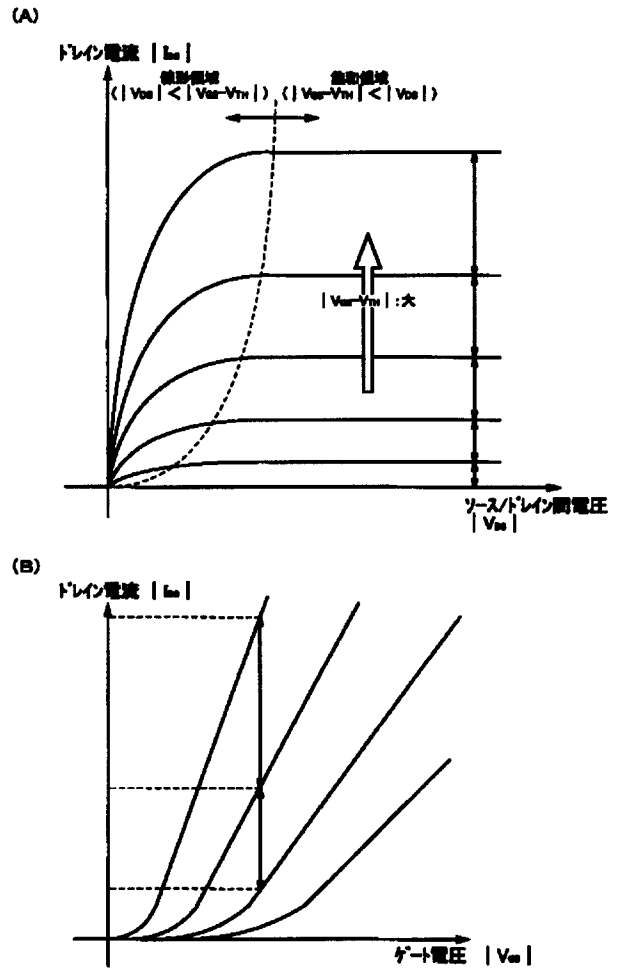 (A)
ドレイン電流 | IDS |
線形領域 飽和領域
(| VDS | < | VGS-VTH |) (| VGS-VTH | < | VDS |)
| VGS-VTH | : 大
ソース/ドレイン間電圧
| VDS |
(B)
ドレイン電流 | IDS |
ゲート電圧 | VGS |